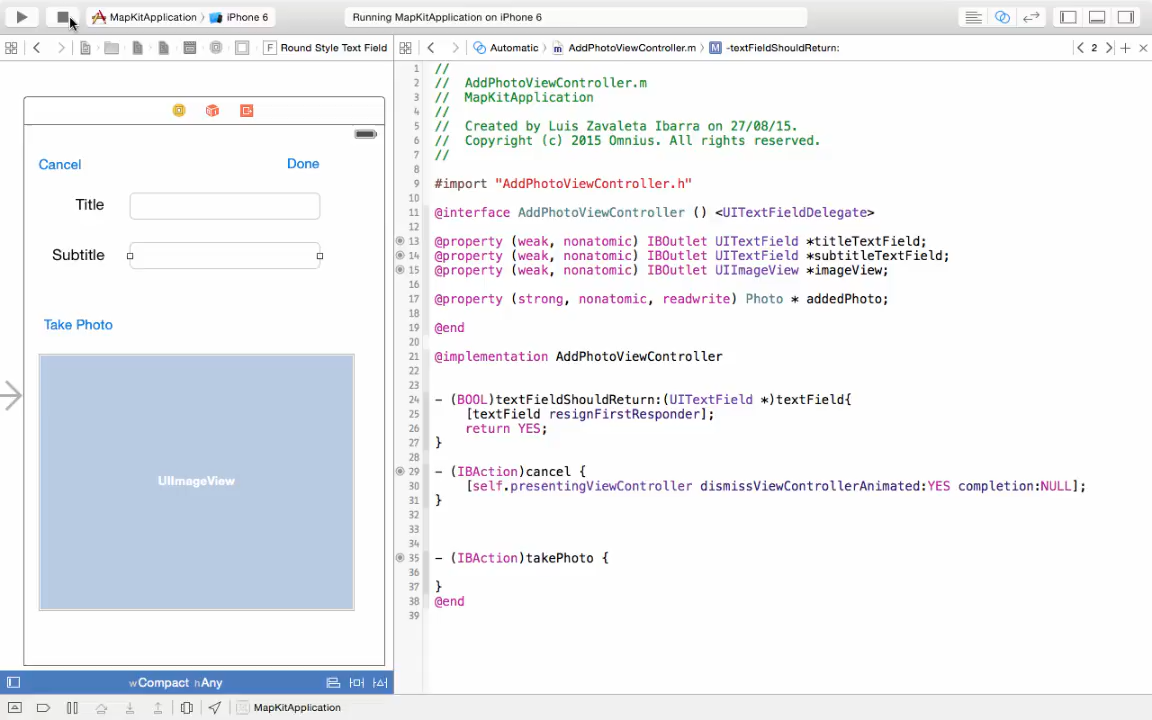 MapKitApplication
iPhone 6
Running MapKitApplication on iPhone 6
F Round Style Text Field
Automatic
m AddPhotoViewController.m
M -textFieldShouldReturn:
2
Cancel
Done
Title
Subtitle
Take Photo
UIImageView
wCompact hAny
1 //
2 //  AddPhotoViewController.m
3 //  MapKitApplication
4 //
5 //  Created by Luis Zavaleta Ibarra on 27/08/15.
6 //  Copyright (c) 2015 Omnius. All rights reserved.
7 //
8
9 #import "AddPhotoViewController.h"
10
11 @interface AddPhotoViewController () <UITextFieldDelegate>
12
13 @property (weak, nonatomic) IBOutlet UITextField *titleTextField;
14 @property (weak, nonatomic) IBOutlet UITextField *subtitleTextField;
15 @property (weak, nonatomic) IBOutlet UIImageView *imageView;
16
17 @property (strong, nonatomic, readwrite) Photo * addedPhoto;
18
19 @end
20
21 @implementation AddPhotoViewController
22
23
24 - (BOOL)textFieldShouldReturn:(UITextField *)textField{
25     [textField resignFirstResponder];
26     return YES;
27 }
28
29 - (IBAction)cancel {
30     [self.presentingViewController dismissViewControllerAnimated:YES completion:NULL];
31 }
32
33
34
35 - (IBAction)takePhoto {
36
37 }
38 @end
39
MapKitApplication